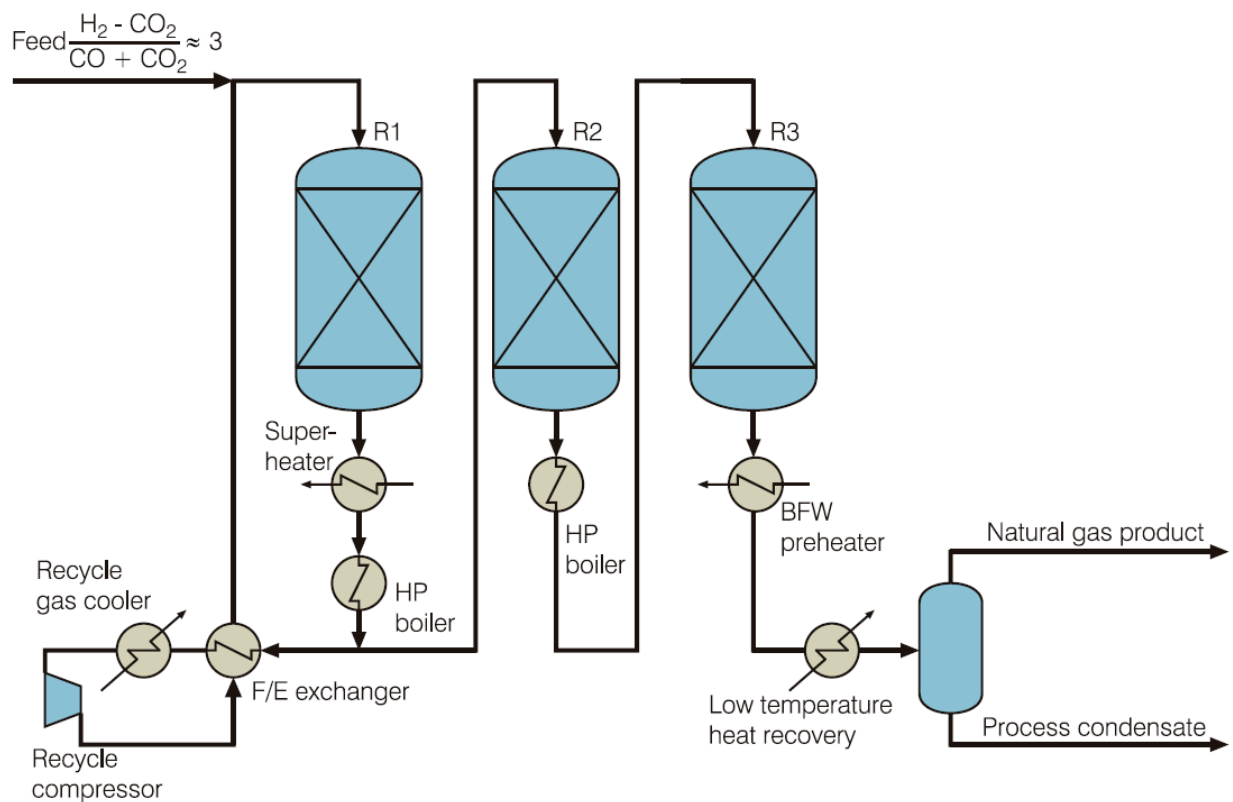 Feed H₂ - CO₂ / CO + CO₂ ≈ 3
R1
R2
R3
Super-
heater
HP
boiler
HP
boiler
BFW
preheater
Natural gas product
Recycle
gas cooler
F/E exchanger
Low temperature
heat recovery
Process condensate
Recycle
compressor